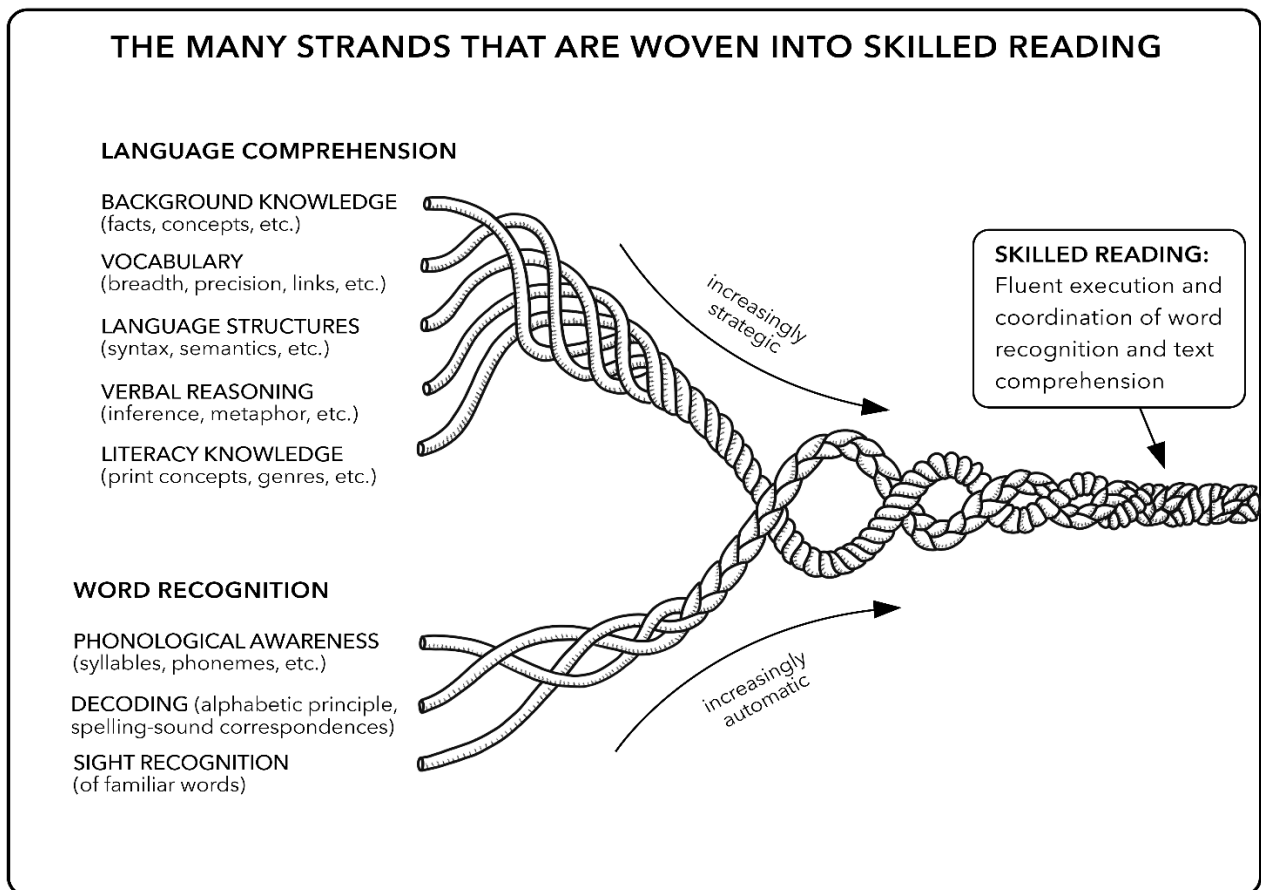 THE MANY STRANDS THAT ARE WOVEN INTO SKILLED READING
LANGUAGE COMPREHENSION
BACKGROUND KNOWLEDGE
(facts, concepts, etc.)
VOCABULARY
(breadth, precision, links, etc.)
LANGUAGE STRUCTURES
(syntax, semantics, etc.)
VERBAL REASONING
(inference, metaphor, etc.)
LITERACY KNOWLEDGE
(print concepts, genres, etc.)
WORD RECOGNITION
PHONOLOGICAL AWARENESS
(syllables, phonemes, etc.)
DECODING (alphabetic principle,
spelling-sound correspondences)
SIGHT RECOGNITION
(of familiar words)
increasingly
strategic
increasingly
automatic
SKILLED READING:
Fluent execution and
coordination of word
recognition and text
comprehension